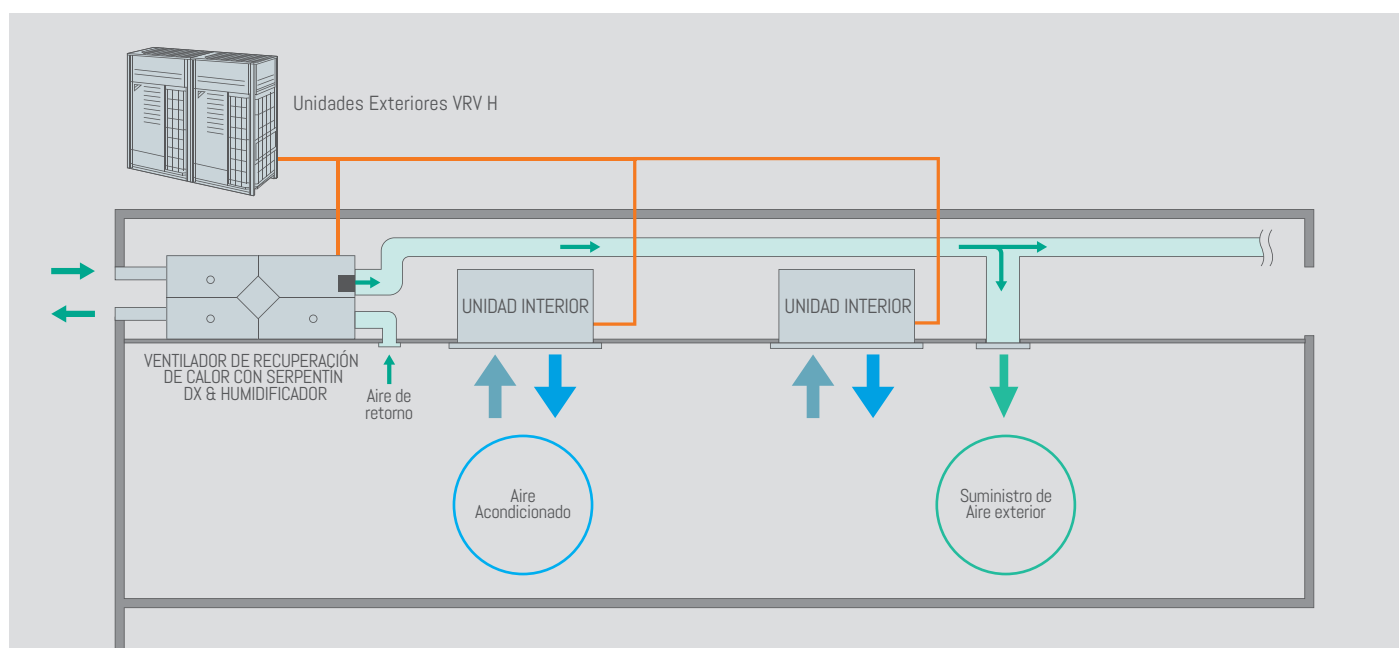 Unidades Exteriores VRV H
UNIDAD INTERIOR
UNIDAD INTERIOR
VENTILADOR DE RECUPERACIÓN
DE CALOR CON SERPENTÍN
DX & HUMIDIFICADOR
Aire de
retorno
Aire
Acondicionado
Suministro de
Aire exterior